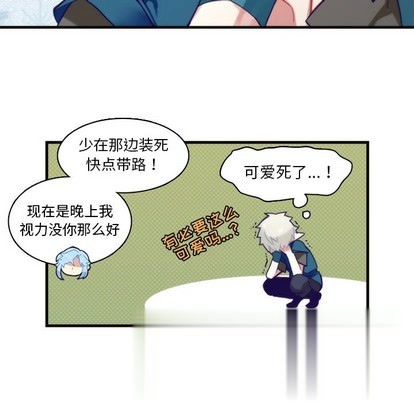 少在那边装死
快点带路！
现在是晚上我
视力没你那么好
有必要这么
可爱吗...?
可爱死了...！